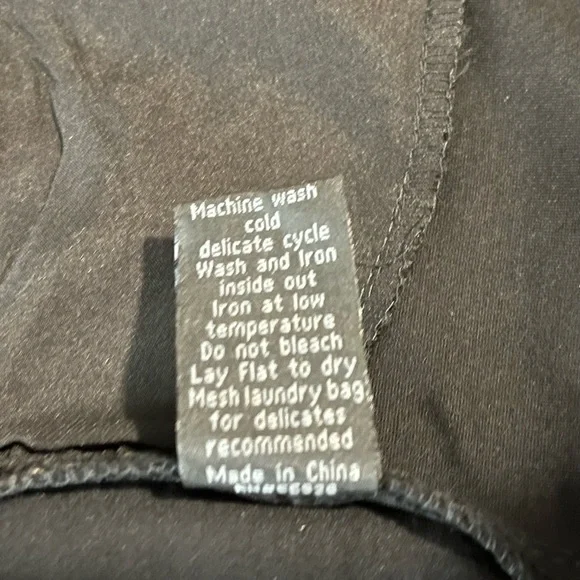 Machine wash
cold
delicate cycle
Wash and Iron
inside out
Iron at low
temperature
Do not bleach
Lay Flat to dry
Mesh laundry bag
for delicates
recommended
Made in China